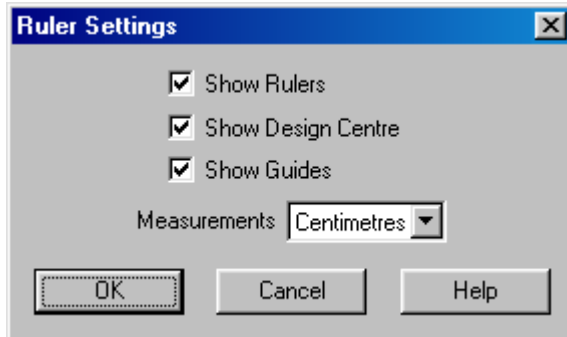 Ruler Settings
Show Rulers
Show Design Centre
Show Guides
Measurements Centimetres
OK Cancel Help